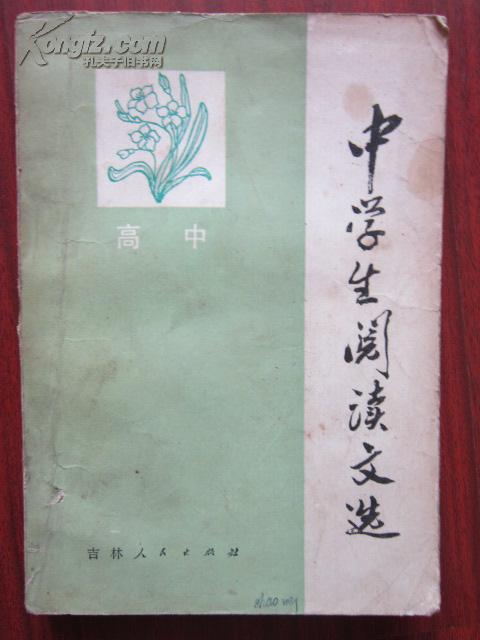 Kongfz.com
孔夫子旧书网
高中
中学生阅读文选
吉林人民出版社